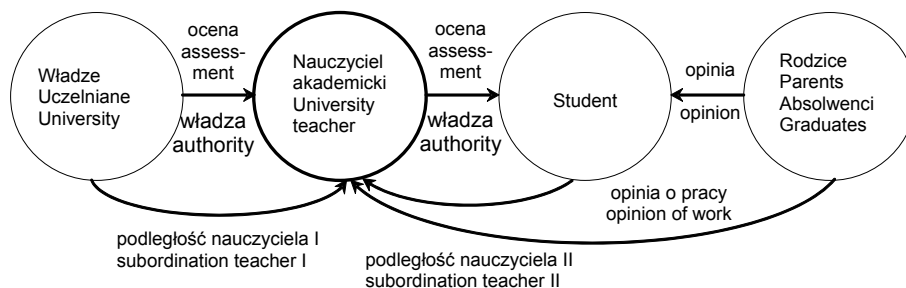 Władze
Uczelniane
University
ocena
assess-
ment
władza
authority
Nauczyciel
akademicki
University
teacher
ocena
assess-
ment
władza
authority
Student
opinia
opinion
Rodzice
Parents
Absolwenci
Graduates
opinia o pracy
opinion of work
podległość nauczyciela I
subordination teacher I
podległość nauczyciela II
subordination teacher II